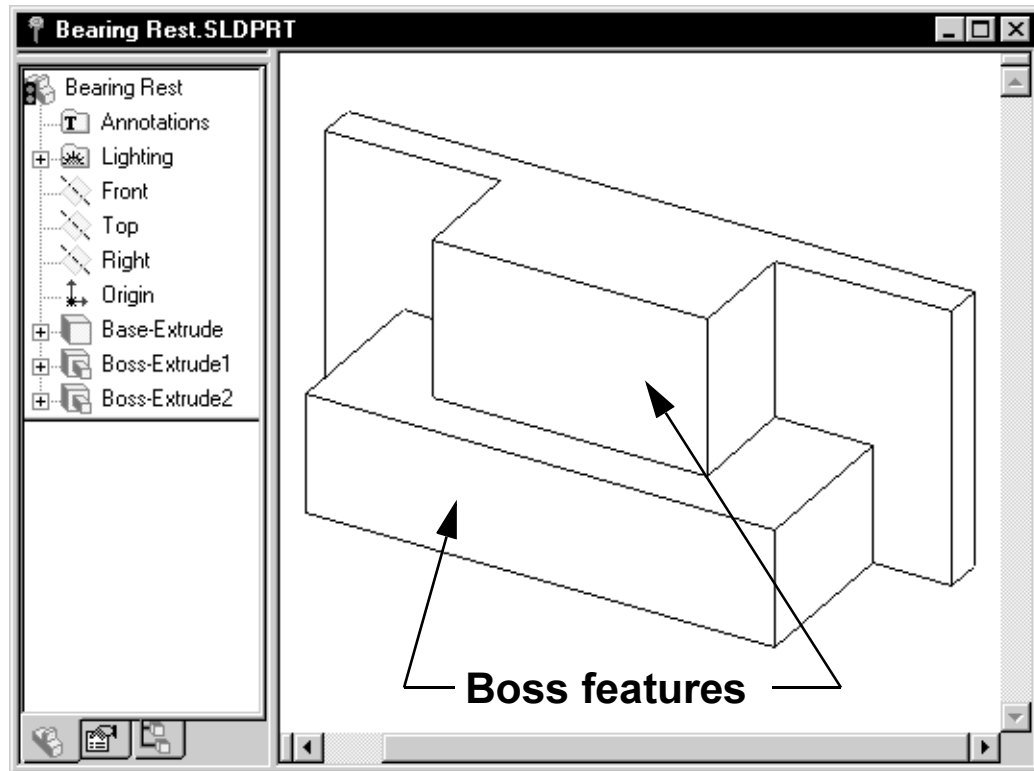 Bearing Rest.SLDPRT
Bearing Rest
Annotations
Lighting
Front
Top
Right
Origin
Base-Extrude
Boss-Extrude1
Boss-Extrude2
Boss features